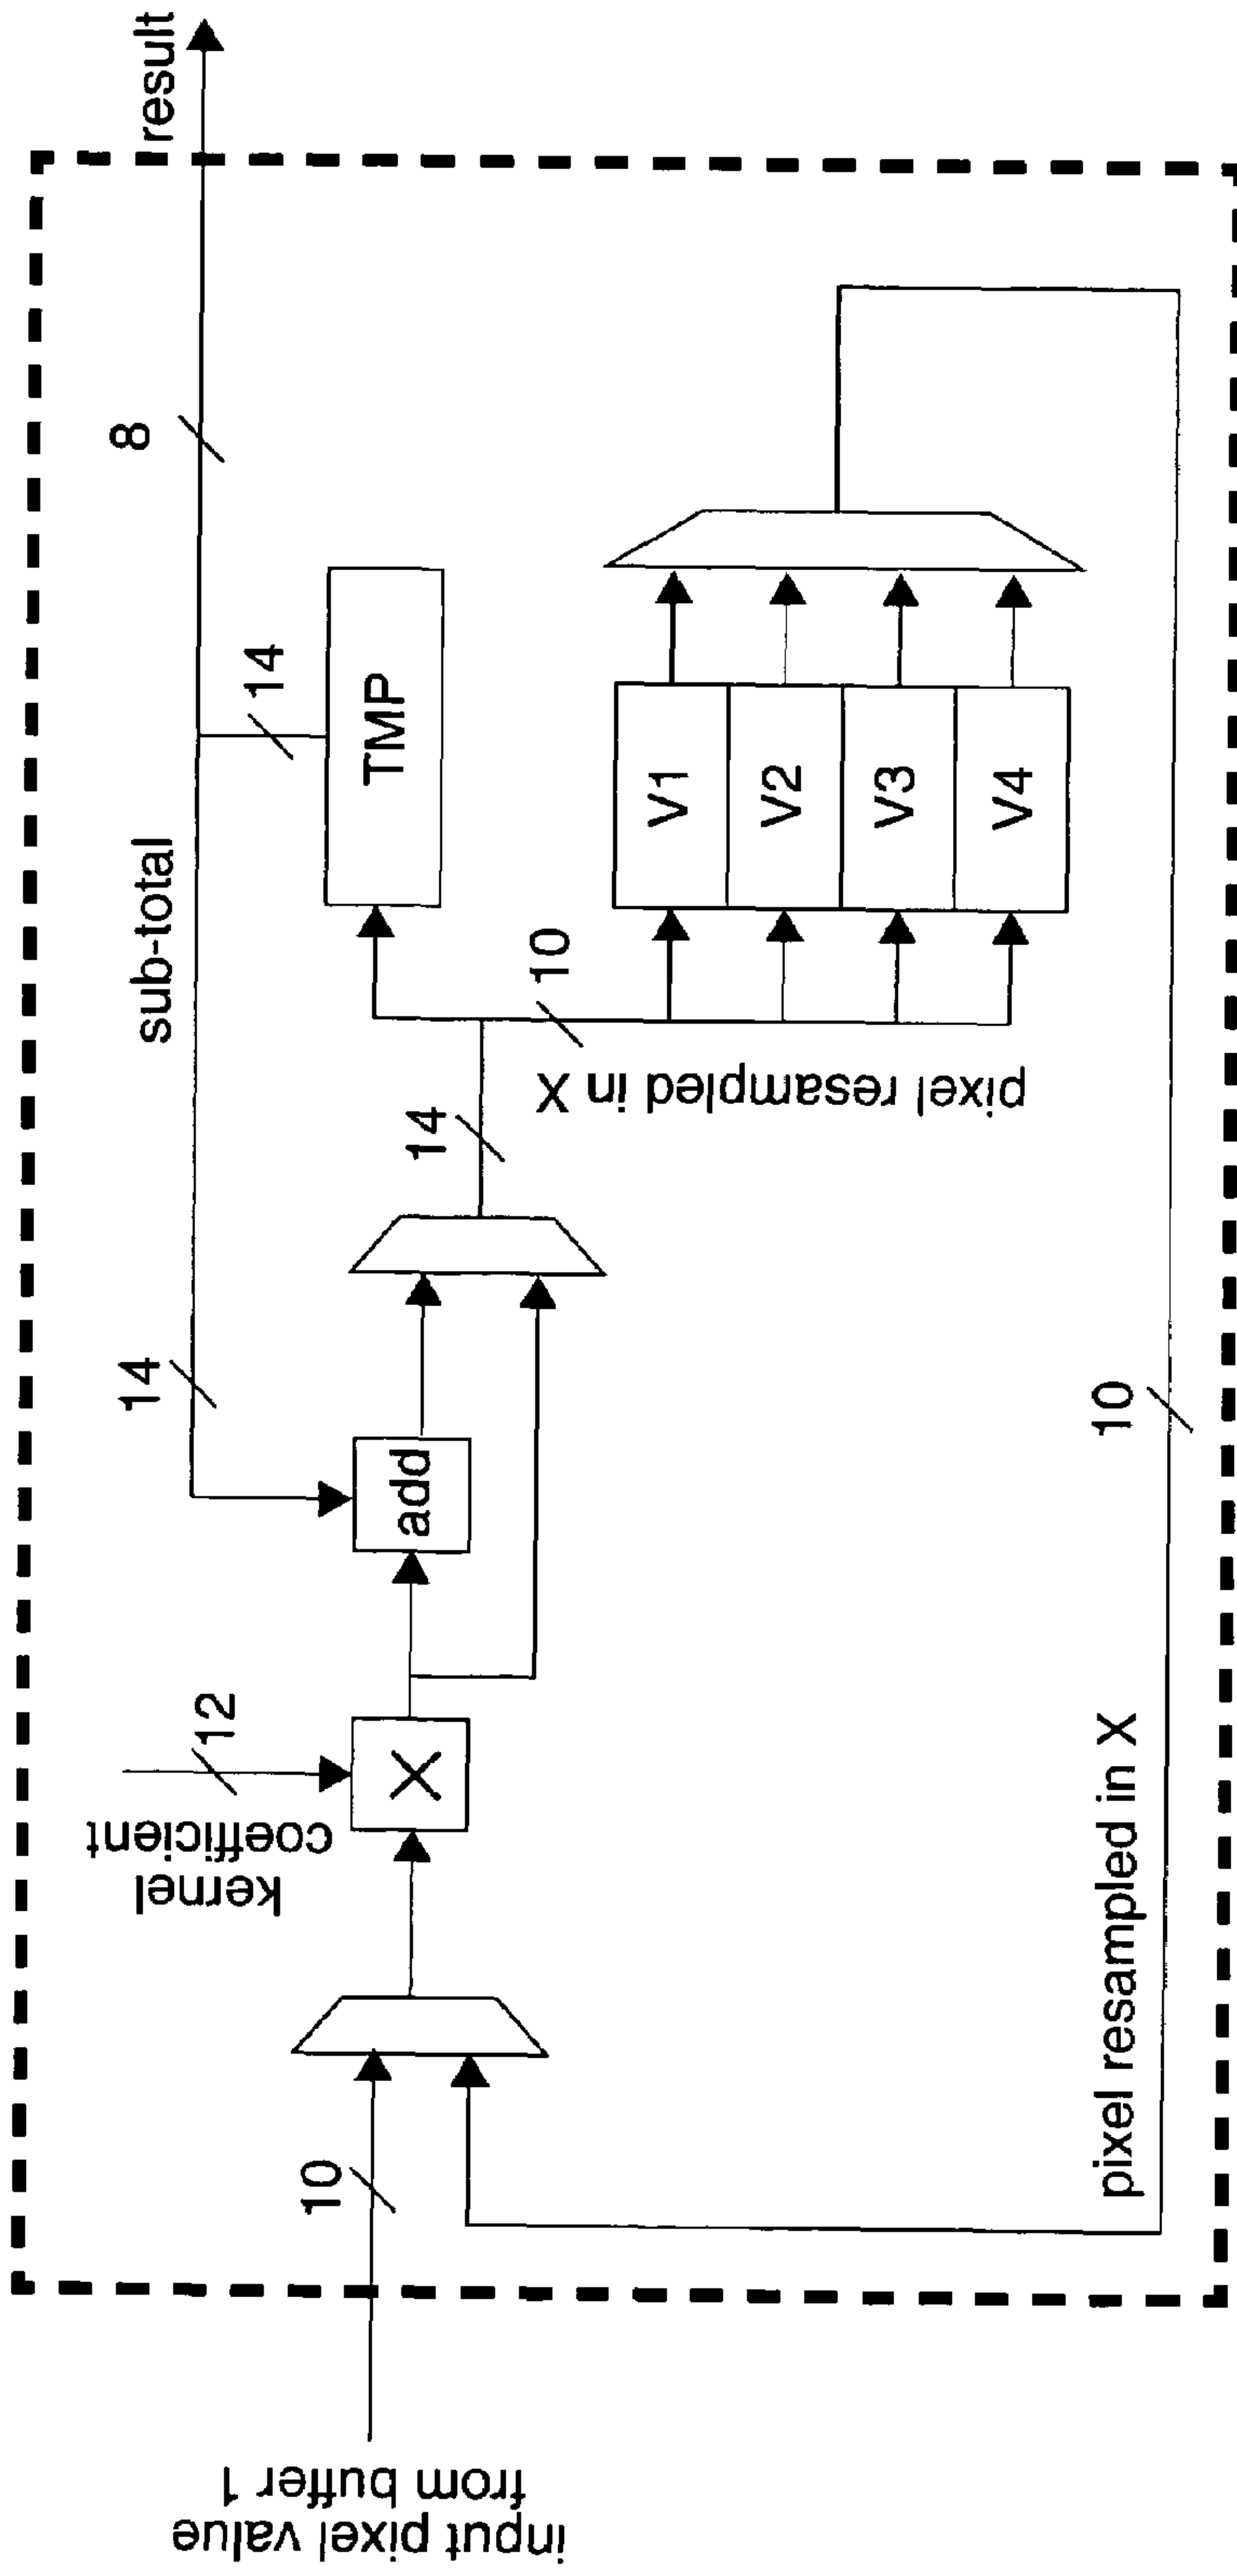 result
8
sub-total
14
14
TMP
12
kernel
coefficient
X
add
14
10
pixel resampled in X
V1
V2
V3
V4
input pixel value
from buffer 1
10
pixel resampled in X
10